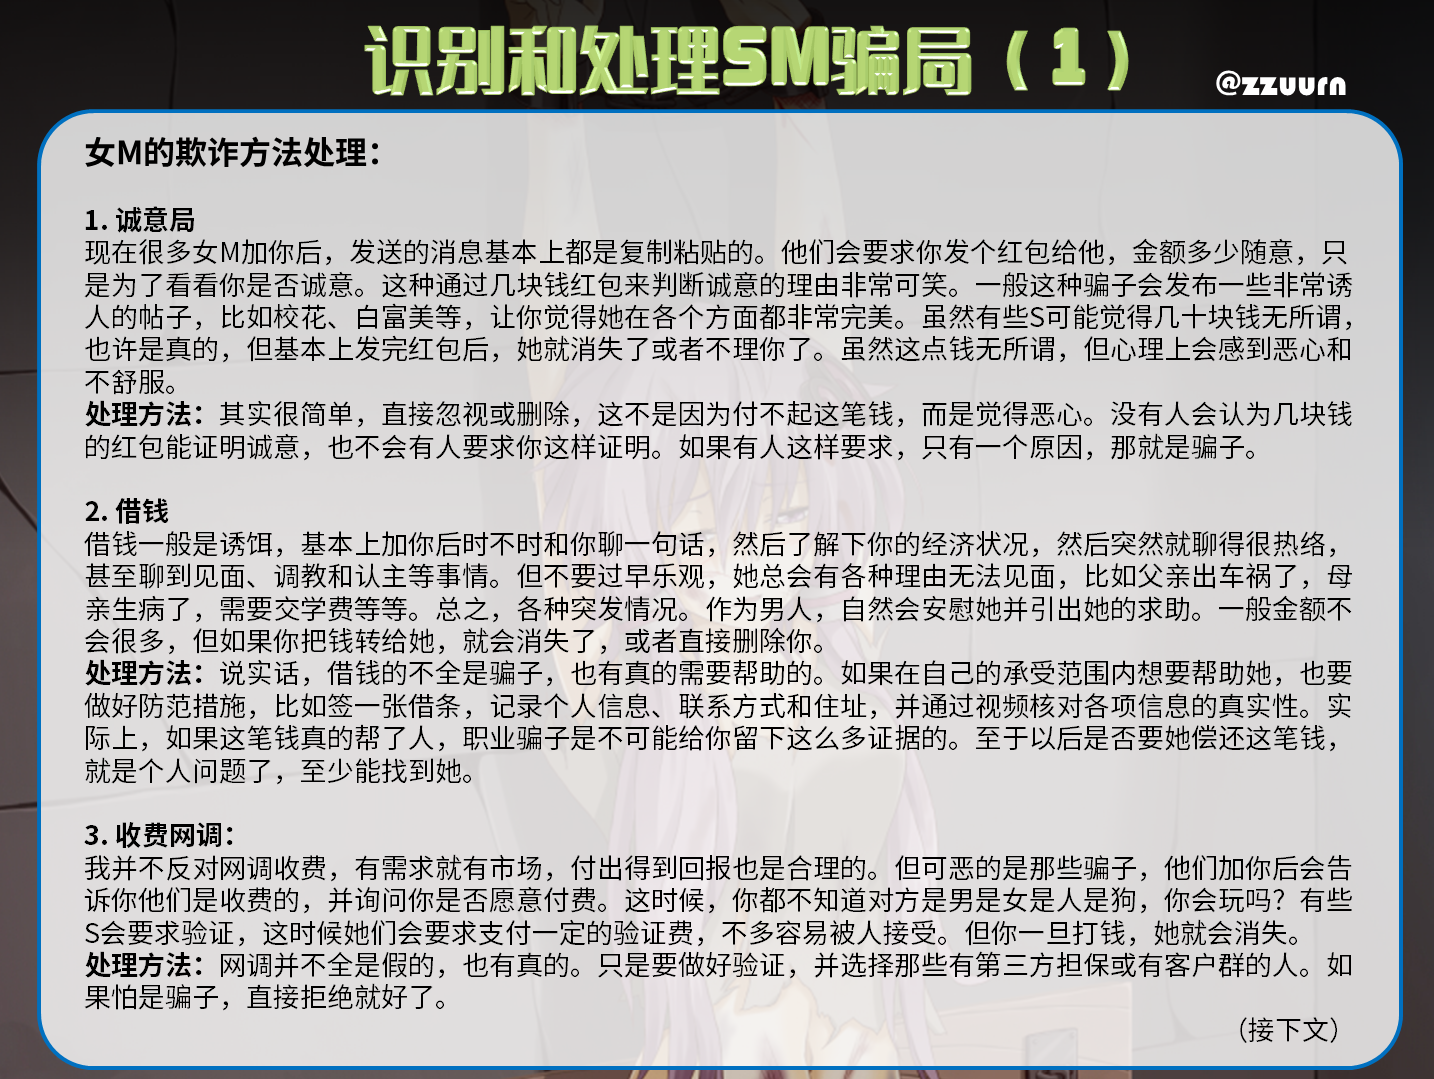 识别和处理SM骗局（1）
@zzuurn
女M的欺诈方法处理：
1. 诚意局
现在很多女M加你后，发送的消息基本上都是复制粘贴的。他们会要求你发个红包给他，金额多少随意，只
是为了看看你是否诚意。这种通过几块钱红包来判断诚意的理由非常可笑。一般这种骗子会发布一些非常诱
人的帖子，比如校花、白富美等，让你觉得她在各个方面都非常完美。虽然有些S可能觉得几十块钱无所谓，
也许是真的，但基本上发完红包后，她就消失了或者不理你了。虽然这点钱无所谓，但心理上会感到恶心和
不舒服。
处理方法：其实很简单，直接忽视或删除，这不是因为付不起这笔钱，而是觉得恶心。没有人会认为几块钱
的红包能证明诚意，也不会有人要求你这样证明。如果有人这样要求，只有一个原因，那就是骗子。
2. 借钱
借钱一般是诱饵，基本上加你后时不时和你聊一句话，然后了解下你的经济状况，然后突然就聊得很热络，
甚至聊到见面、调教和认主等事情。但不要过早乐观，她总会有各种理由无法见面，比如父亲出车祸了，母
亲生病了，需要交学费等等。总之，各种突发情况。作为男人，自然会安慰她并引出她的求助。一般金额不
会很多，但如果你把钱转给她，就会消失了，或者直接删除你。
处理方法：说实话，借钱的不全是骗子，也有真的需要帮助的。如果在自己的承受范围内想要帮助她，也要
做好防范措施，比如签一张借条，记录个人信息、联系方式和住址，并通过视频核对各项信息的真实性。实
际上，如果这笔钱真的帮了人，职业骗子是不可能给你留下这么多证据的。至于以后是否要她偿还这笔钱，
就是个人问题了，至少能找到她。
3. 收费网调：
我并不反对网调收费，有需求就有市场，付出得到回报也是合理的。但可恶的是那些骗子，他们加你后会告
诉你他们是收费的，并询问你是否愿意付费。这时候，你都不知道对方是男是女是人是狗，你会玩吗？有些
S会要求验证，这时候她们会要求支付一定的验证费，不多容易被人接受。但你一旦打钱，她就会消失。
处理方法：网调并不全是假的，也有真的。只是要做好验证，并选择那些有第三方担保或有客户群的人。如
果怕是骗子，直接拒绝就好了。
（接下文）